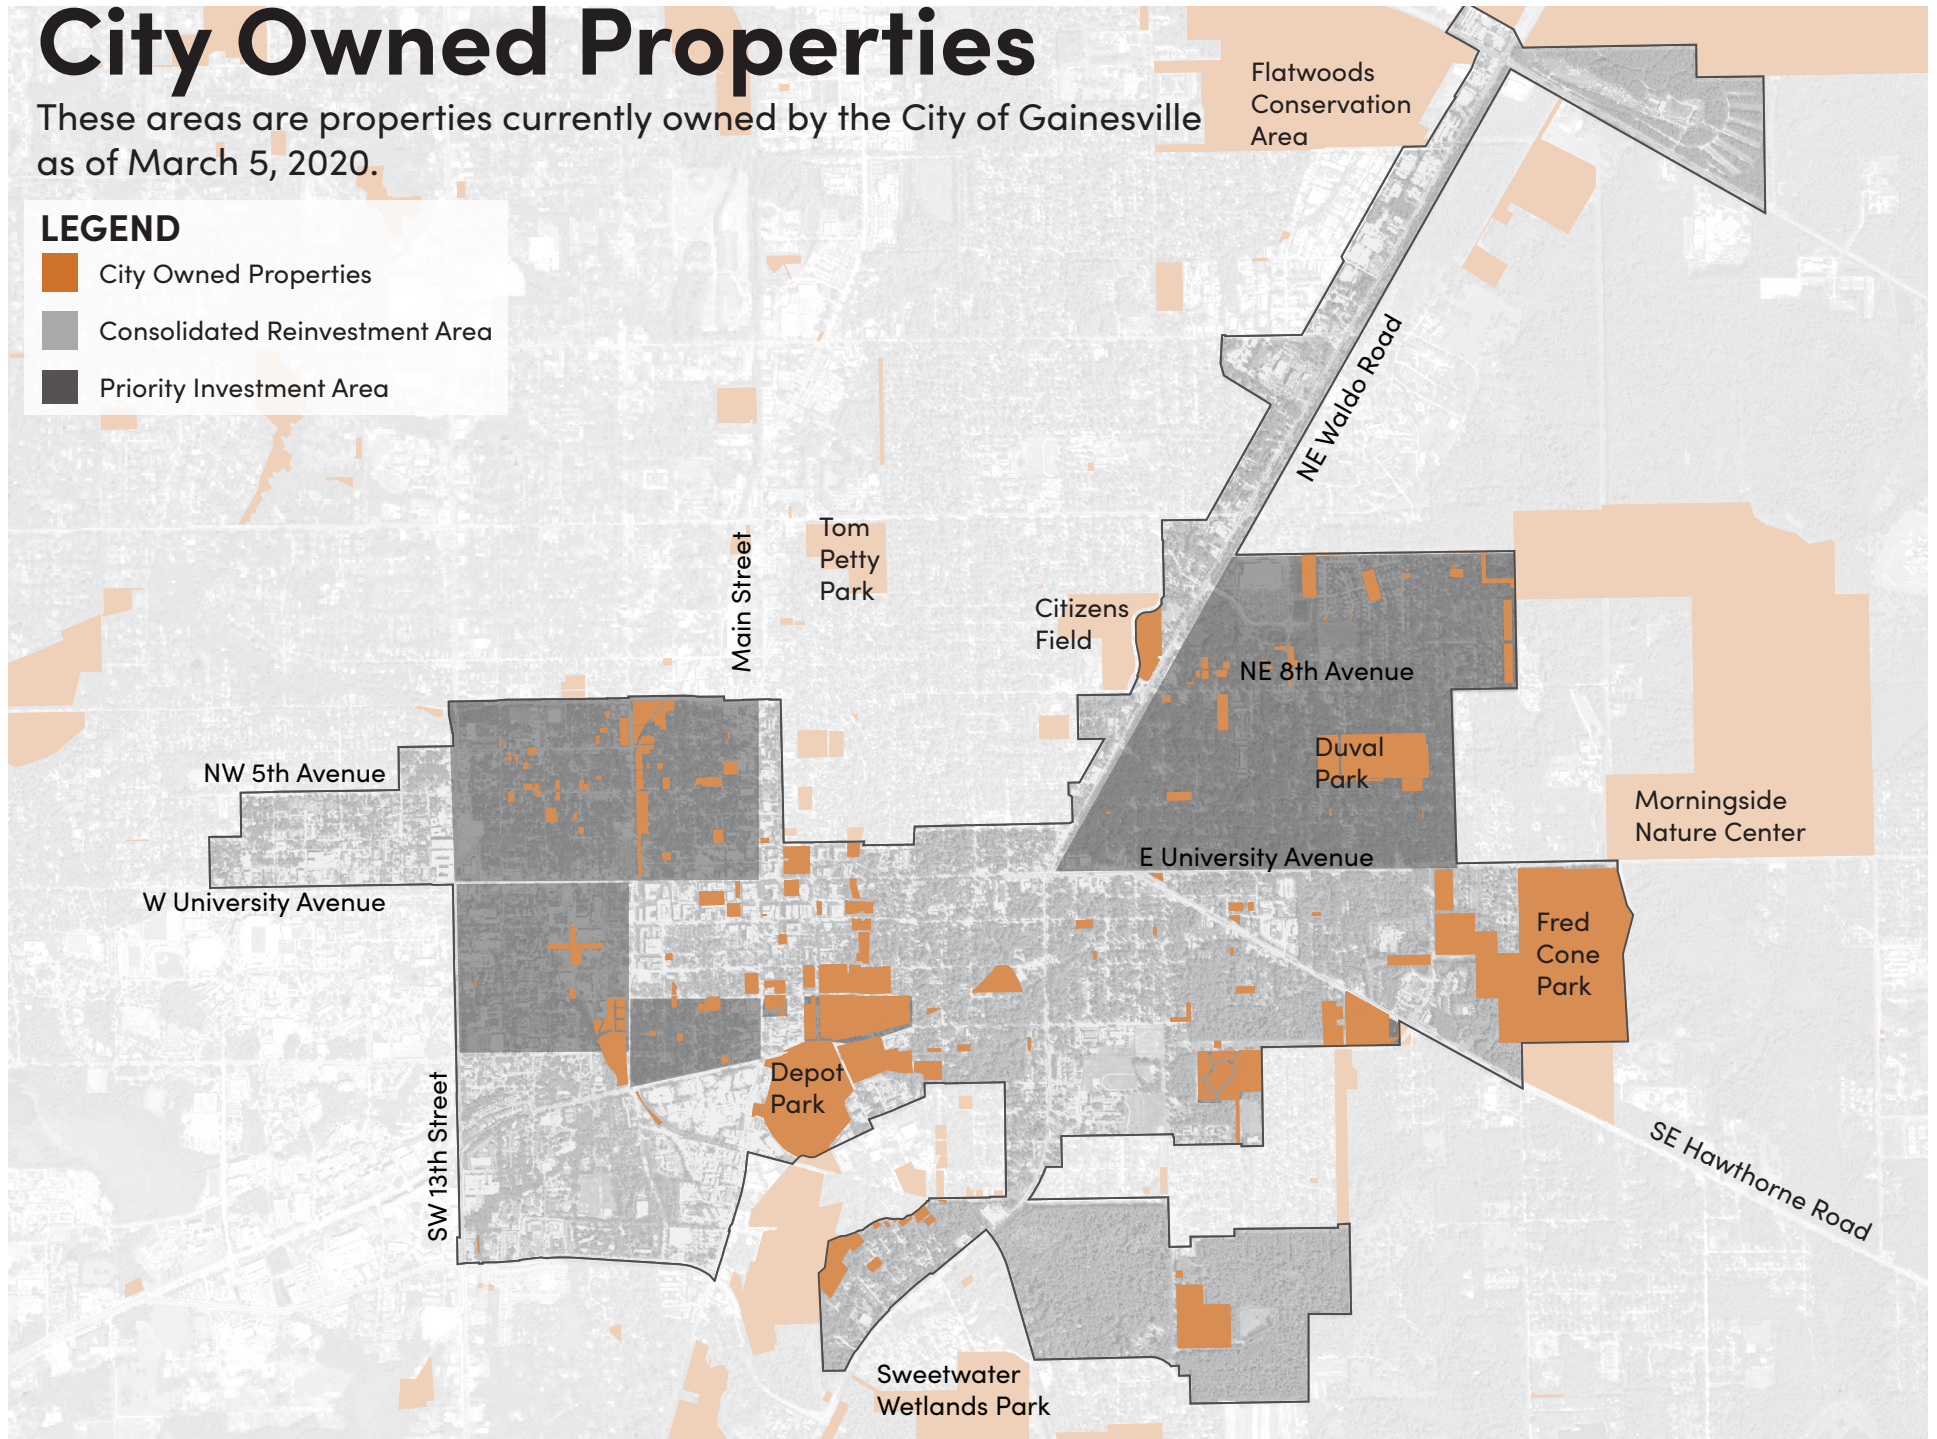 City Owned Properties
These areas are properties currently owned by the City of Gainesville
as of March 5, 2020.
LEGEND
City Owned Properties
Consolidated Reinvestment Area
Priority Investment Area
Flatwoods
Conservation
Area
NE Waldo Road
Tom
Petty
Park
Main Street
Citizens
Field
NE 8th Avenue
Duval
Park
NW 5th Avenue
Morningside
Nature Center
E University Avenue
W University Avenue
Fred
Cone
Park
Depot
Park
SW 13th Street
SE Hawthorne Road
Sweetwater
Wetlands Park